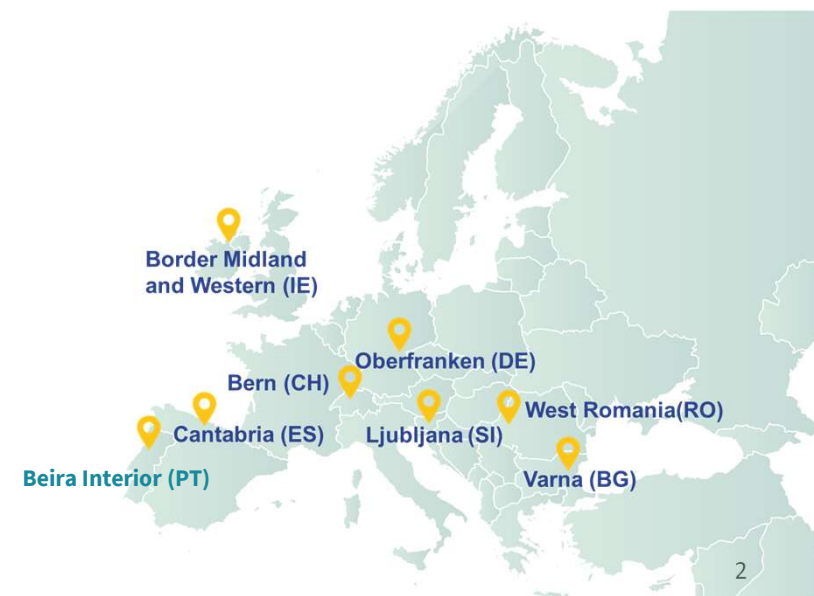 Border Midland
and Western (IE)
Oberfranken (DE)
Bern (CH)
West Romania(RO)
Cantabria (ES)
Ljubljana (SI)
Beira Interior (PT)
Varna (BG)
2